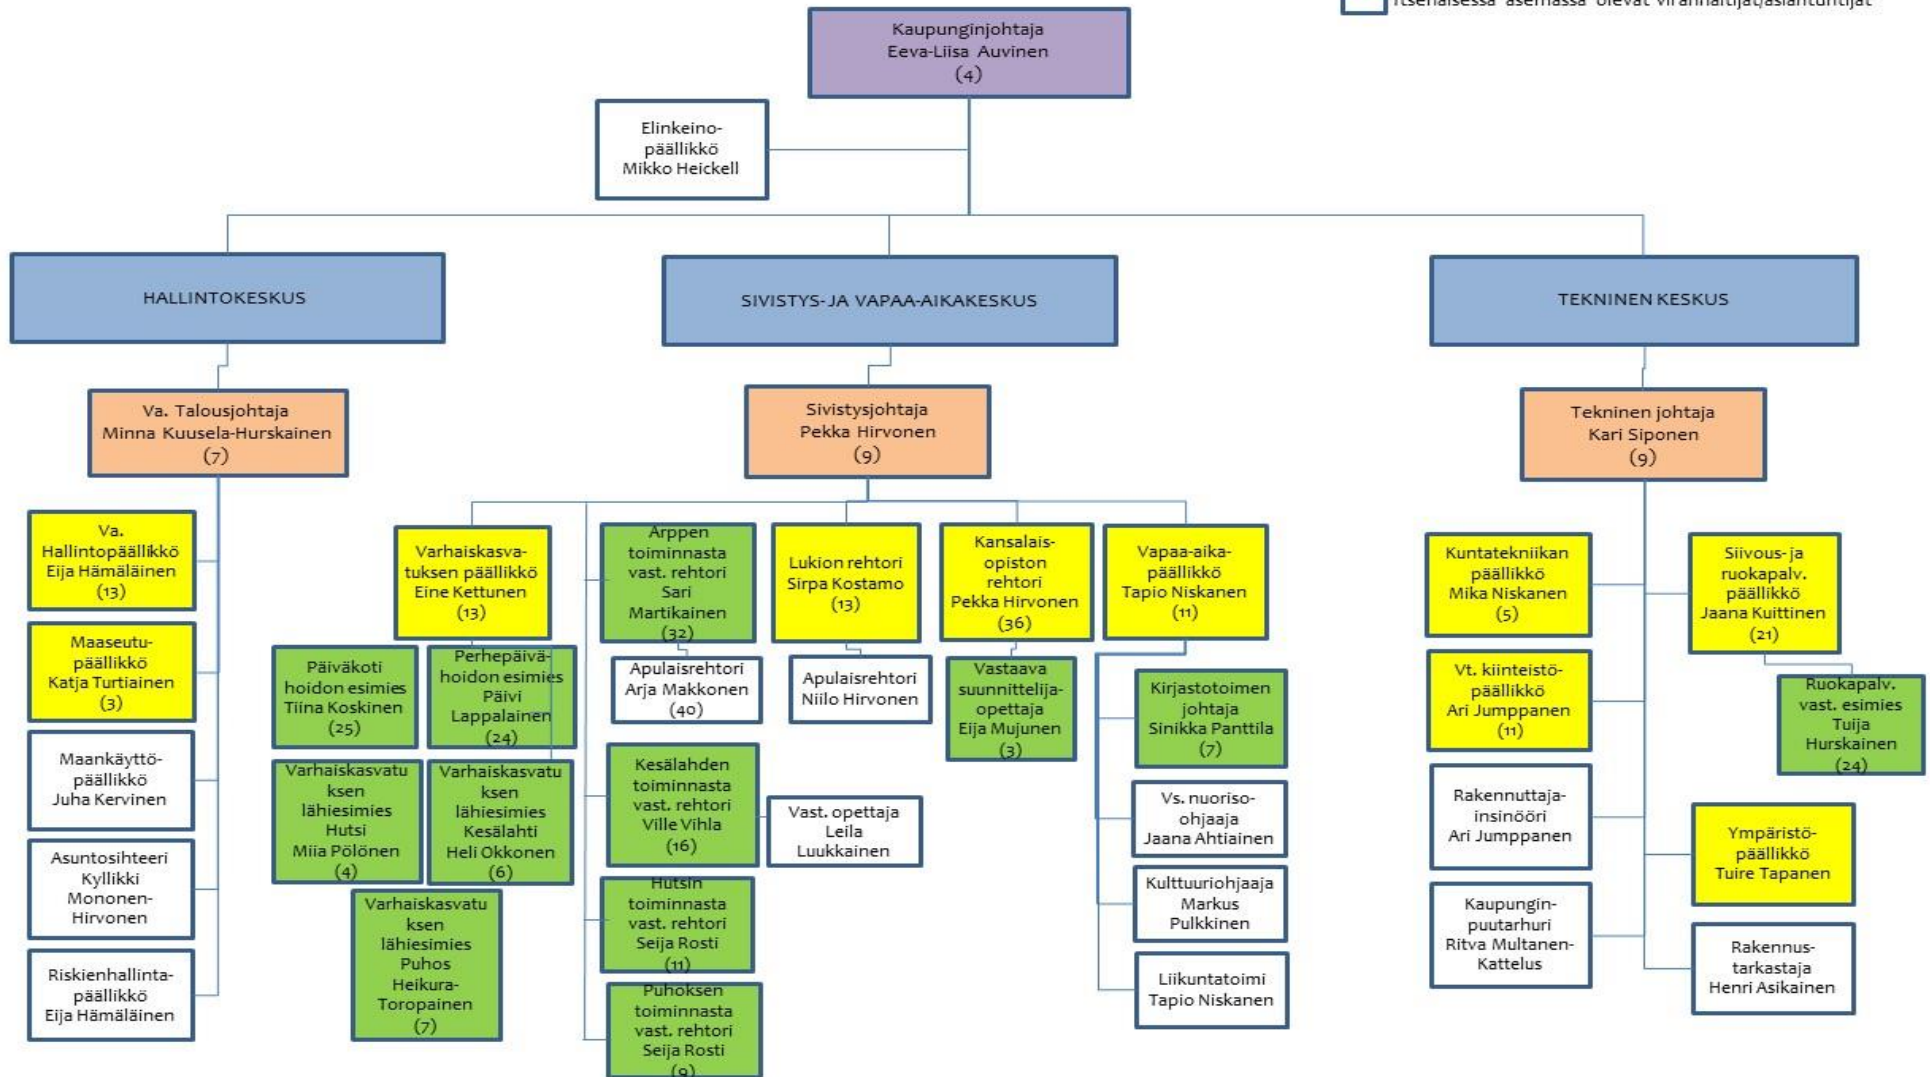 Itsenäisessä asemassa olevat viranhaltijat/asiantuntijat
Kaupunginjohtaja
Eeva-Liisa Auvinen
(4)
Elinkeino-
päällikkö
Mikko Heickell
HALLINTOKESKUS
SIVISTYS- JA VAPAA-AIKAKESKUS
TEKNINEN KESKUS
Va. Talousjohtaja
Minna Kuusela-Hurskainen
(7)
Sivistysjohtaja
Pekka Hirvonen
(9)
Tekninen johtaja
Kari Siponen
(9)
Va.
Hallintopäällikkö
Eija Hämäläinen
(13)
Maaseutu-
päällikkö
Katja Turtiainen
(3)
Maankäyttö-
päällikkö
Juha Kervinen
Asuntosihteeri
Kyllikki
Mononen-
Hirvonen
Riskienhallinta-
päällikkö
Eija Hämäläinen
Varhaiskasva-
tuksen päällikkö
Eine Kettunen
(13)
Päiväkoti
hoidon esimies
Tiina Koskinen
(25)
Perhepäivä-
hoidon esimies
Päivi
Lappalainen
(24)
Varhaiskasvatu
ksen
lähiesimies
Hutsi
Miia Pölönen
(4)
Varhaiskasvatu
ksen
lähiesimies
Kesälahti
Heli Okkonen
(6)
Varhaiskasvatu
ksen
lähiesimies
Puhos
Heikura-
Toropainen
(7)
Arppen
toiminnasta
vast. rehtori
Sari
Martikainen
(32)
Apulaisrehtori
Arja Makkonen
(40)
Kesälahden
toiminnasta
vast. rehtori
Ville Vihla
(16)
Vast. opettaja
Leila
Luukkainen
Hutsin
toiminnasta
vast. rehtori
Seija Rosti
(11)
Puhoksen
toiminnasta
vast. rehtori
Seija Rosti
(9)
Lukion rehtori
Sirpa Kostamo
(13)
Apulaisrehtori
Niilo Hirvonen
Kansalais-
opiston
rehtori
Pekka Hirvonen
(36)
Vastaava
suunnittelija-
opettaja
Eija Mujunen
(3)
Vapaa-aika-
päällikkö
Tapio Niskanen
(11)
Kirjastotoimen
johtaja
Sinikka Panttila
(7)
Vs. nuoriso-
ohjaaja
Jaana Ahtiainen
Kulttuuriohjaaja
Markus
Pulkkinen
Liikuntatoimi
Tapio Niskanen
Kuntatekniikan
päällikkö
Mika Niskanen
(5)
Vt. kiinteistö-
päällikkö
Ari Jumppanen
(11)
Rakennuttaja-
insinööri
Ari Jumppanen
Kaupungin-
puutarhuri
Ritva Multanen-
Kattelus
Siivous- ja
ruokapalv.
päällikkö
Jaana Kuittinen
(21)
Ruokapalv.
vast. esimies
Tuija
Hurskainen
(24)
Ympäristö-
päällikkö
Tuire Tapanen
Rakennus-
tarkastaja
Henri Asikainen